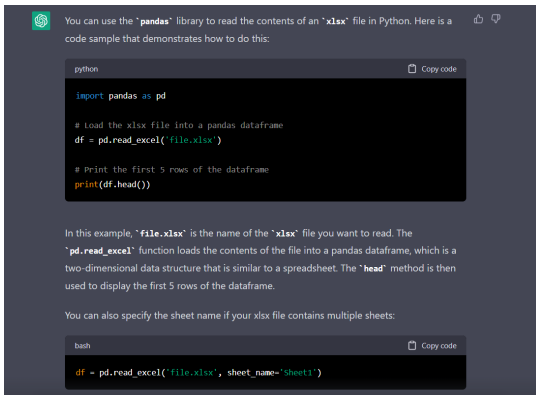 You can use the `pandas` library to read the contents of an `xlsx` file in Python. Here is a
code sample that demonstrates how to do this:
python
Copy code
import pandas as pd
# Load the xlsx file into a pandas dataframe
df = pd.read_excel('file.xlsx')
# Print the first 5 rows of the dataframe
print(df.head())
In this example, `file.xlsx` is the name of the `xlsx` file you want to read. The
`pd.read_excel` function loads the contents of the file into a pandas dataframe, which is a
two-dimensional data structure that is similar to a spreadsheet. The `head` method is then
used to display the first 5 rows of the dataframe.
You can also specify the sheet name if your xlsx file contains multiple sheets:
bash
Copy code
df = pd.read_excel('file.xlsx', sheet_name='Sheet1')